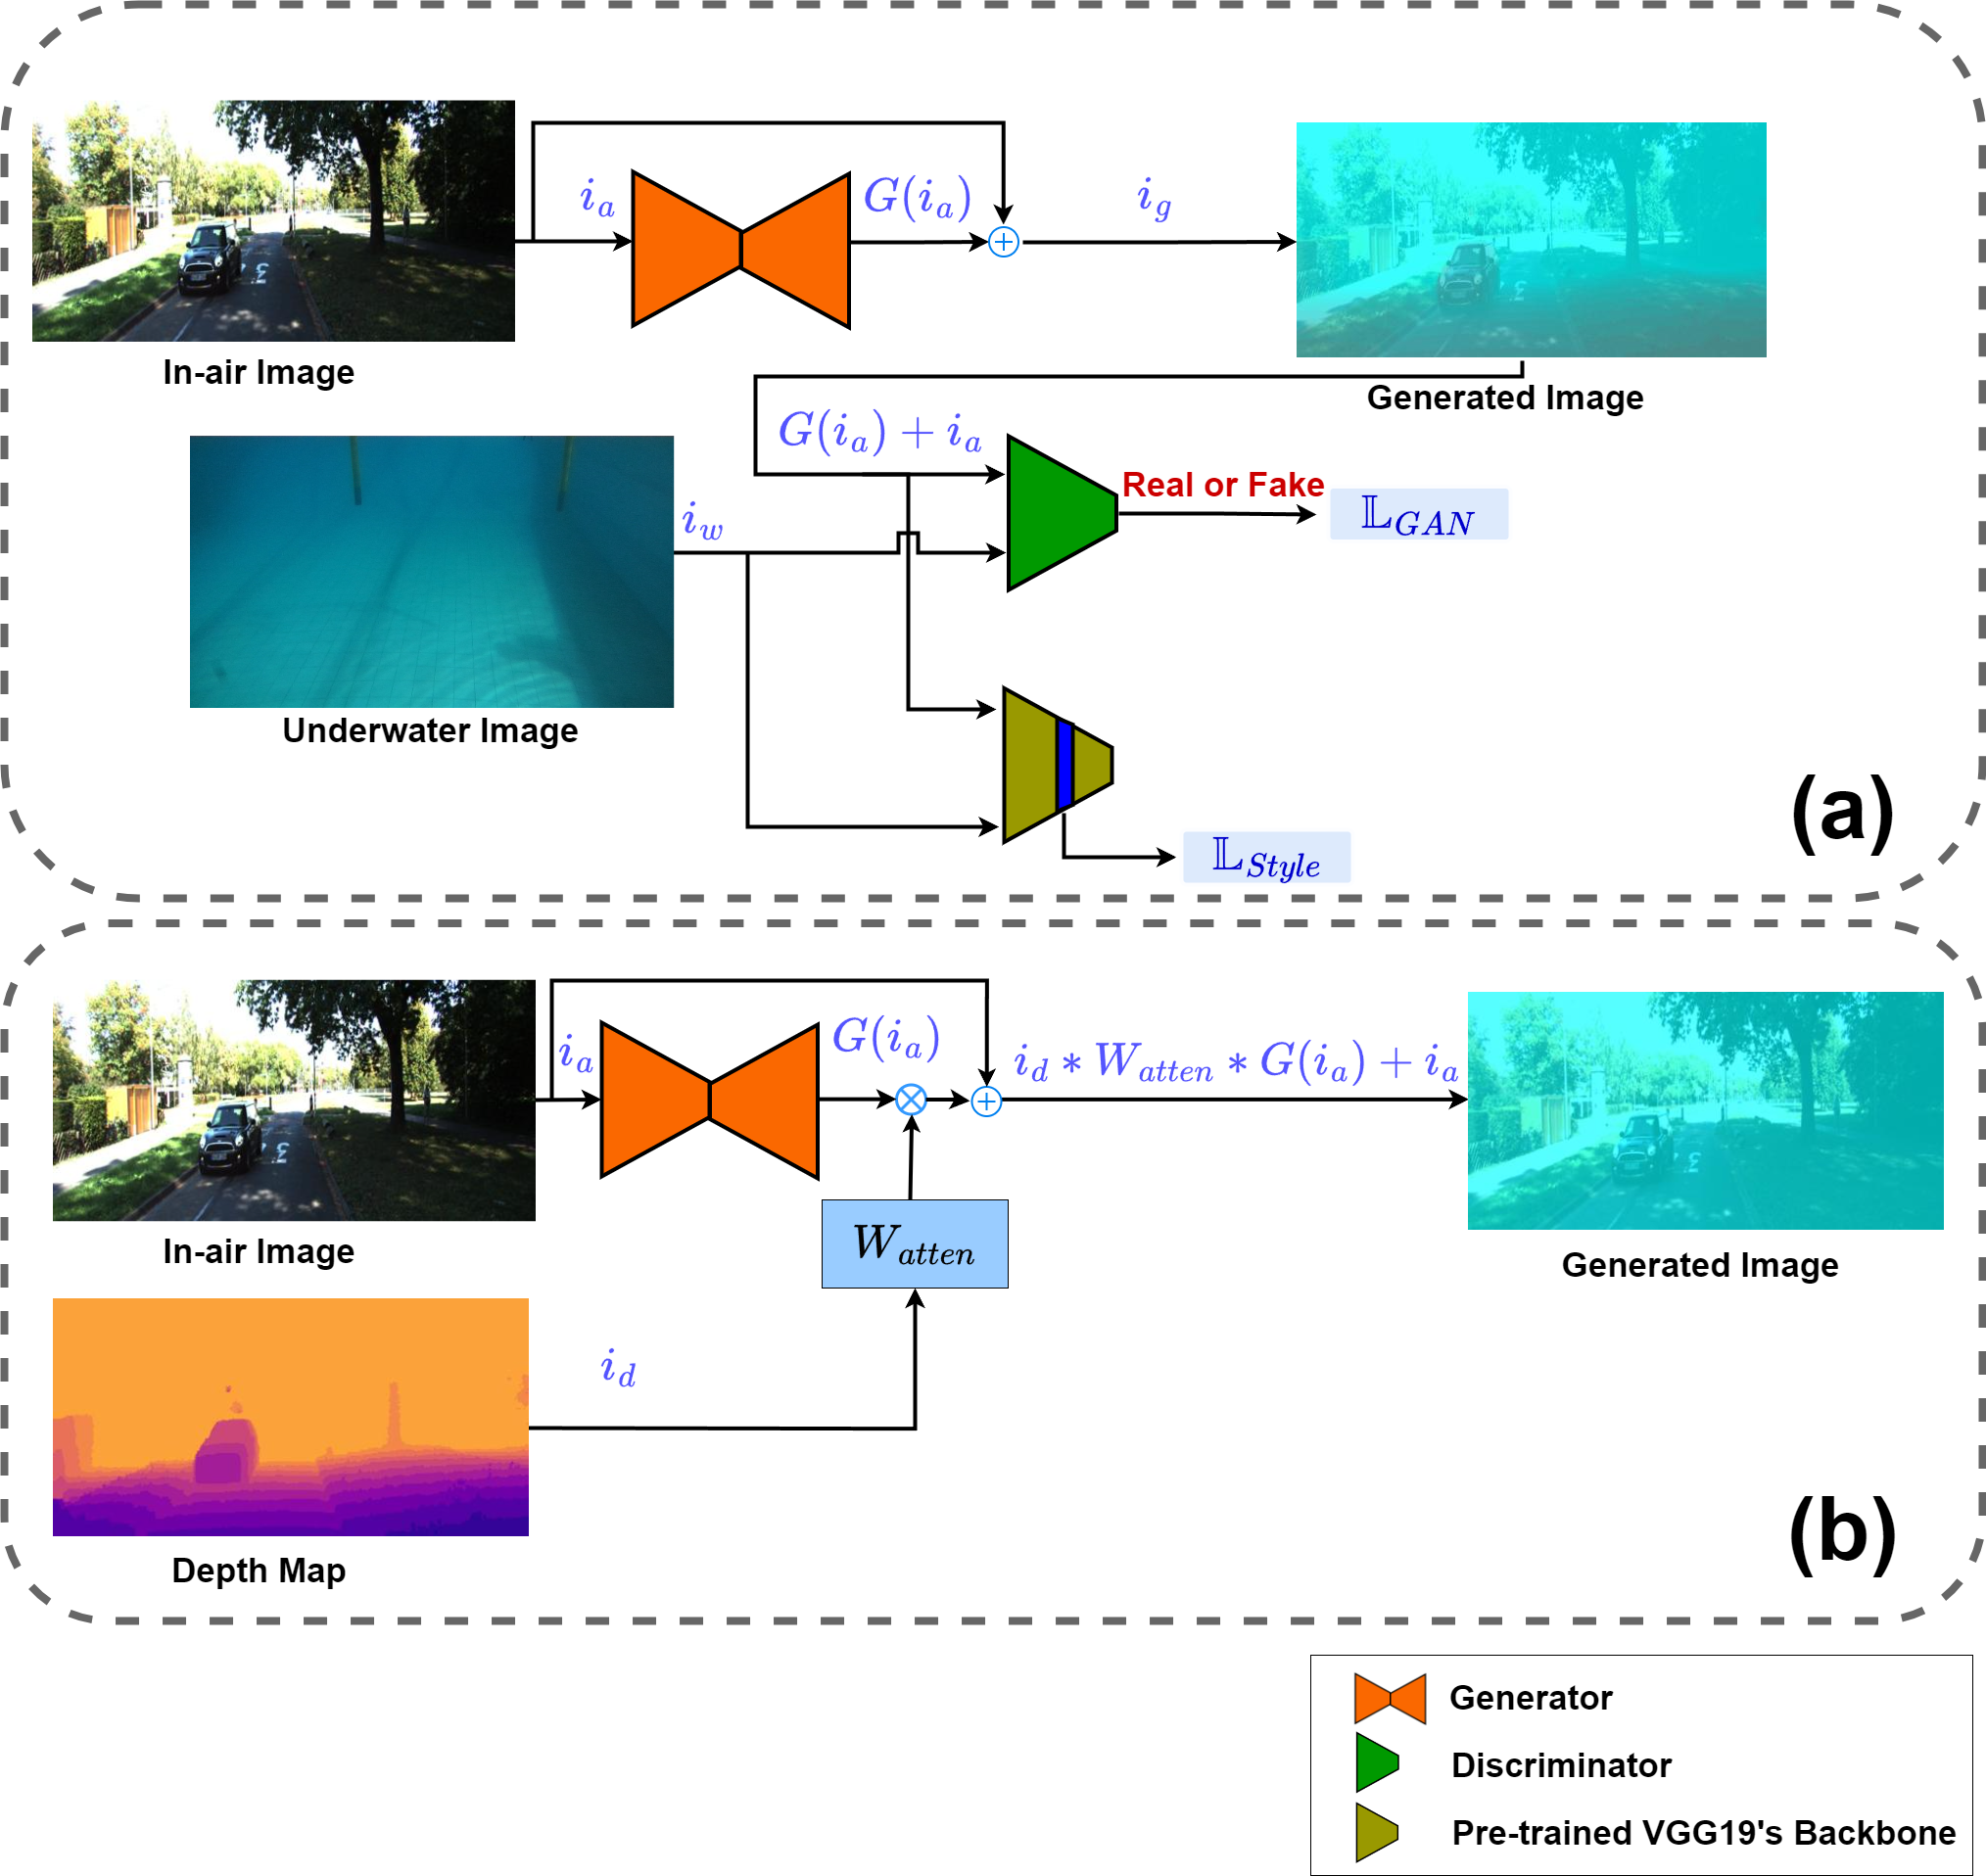 $i_a$
$G(i_a)$
$i_g$
In-air Image
Generated Image
$G(i_a) + i_a$
Real or Fake
$\mathbb{L}_{GAN}$
$i_w$
Underwater Image
$\mathbb{L}_{Style}$
(a)
$i_a$
$G(i_a)$
$i_d * W_{atten} * G(i_a) + i_a$
$W_{atten}$
In-air Image
Generated Image
$i_d$
Depth Map
(b)
Generator
Discriminator
Pre-trained VGG19's Backbone